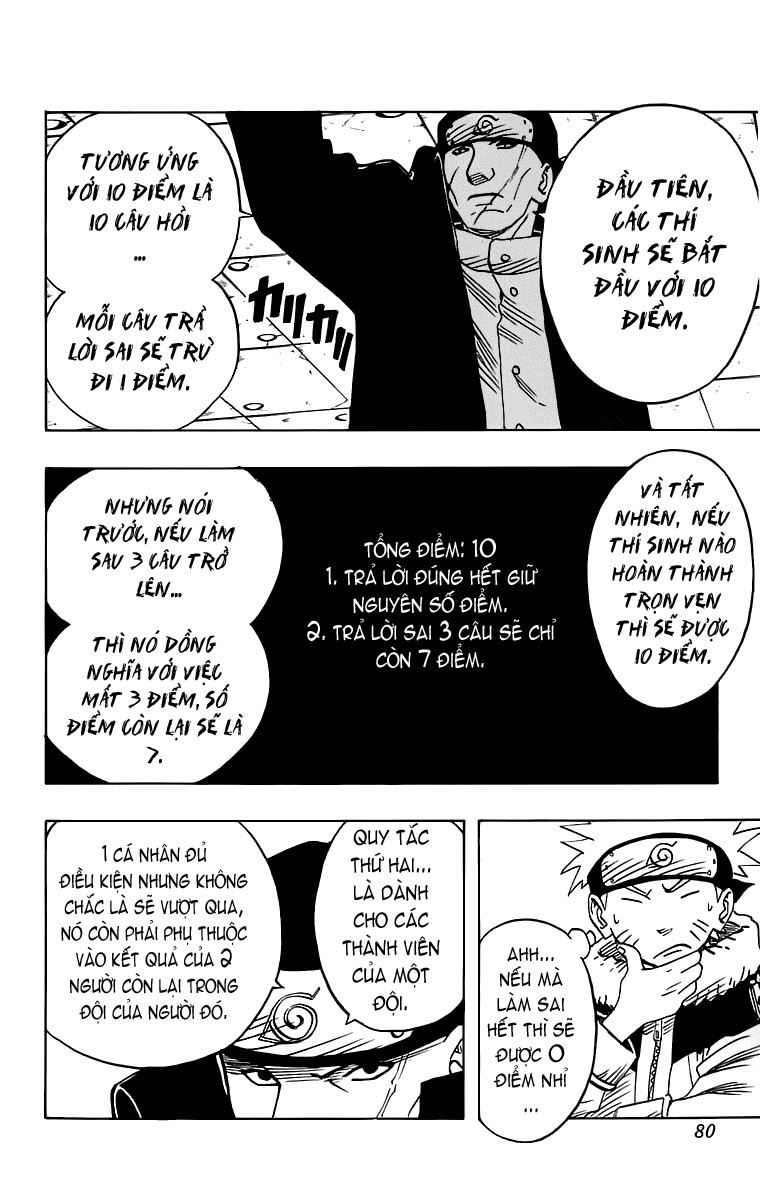 ĐẦU TIÊN,
CÁC THÍ
SINH SẼ BẮT
ĐẦU VỚI 10
ĐIỂM.
TƯƠNG ỨNG
VỚI 10 ĐIỂM LÀ
10 CÂU HỎI
...
MỖI CÂU TRẢ
LỜI SAI SẼ TRỪ
ĐI 1 ĐIỂM.
カリカリ
VÀ TẤT
NHIÊN, NẾU
THÍ SINH NÀO
HOÀN THÀNH
TRỌN VẸN
THÌ SẼ ĐƯỢC
10 ĐIỂM.
TỔNG ĐIỂM: 10
1. TRẢ LỜI ĐÚNG HẾT GIỮ
NGUYÊN SỐ ĐIỂM.
2. TRẢ LỜI SAI 3 CÂU SẼ CHỈ
CÒN 7 ĐIỂM.
NHƯNG NÓI
TRƯỚC, NẾU LÀM
SAU 3 CÂU TRỞ
LÊN...
THÌ NÓ ĐỒNG
NGHĨA VỚI VIỆC
MẤT 3 ĐIỂM, SỐ
ĐIỂM CÒN LẠI SẼ LÀ
7.
AHH...
NẾU MÀ
LÀM SAI
HẾT THÌ SẼ
ĐƯỢC 0
ĐIỂM NHỈ
...
QUY TẮC
THỨ HAI...
LÀ DÀNH
CHO CÁC
THÀNH VIÊN
CỦA MỘT
ĐỘI.
1 CÁ NHÂN ĐỦ
ĐIỀU KIỆN NHƯNG KHÔNG
CHẮC LÀ SẼ VƯỢT QUA,
NÓ CÒN PHẢI PHỤ THUỘC
VÀO KẾT QUẢ CỦA 2
NGƯỜI CÒN LẠI TRONG
ĐỘI CỦA NGƯỜI ĐÓ.
80